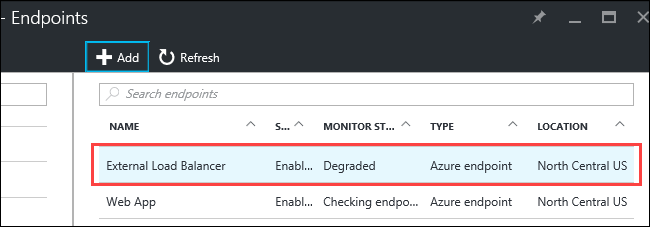 - Endpoints
Add Refresh
Search endpoints
NAME S... MONITOR ST... TYPE LOCATION
External Load Balancer Enabl... Degraded Azure endpoint North Central US
Web App Enabl... Checking endpo... Azure endpoint North Central US